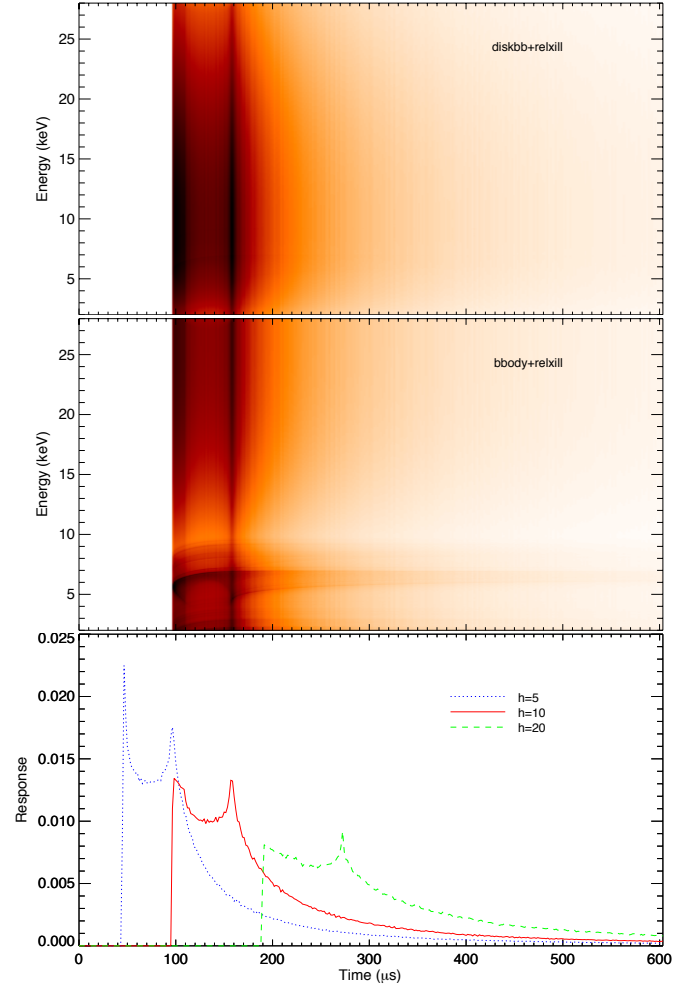 diskbb+relxill
25
20
15
10
5
Energy (keV)
bbody+relxill
25
20
15
10
5
Energy (keV)
0.025
0.020
0.015
0.010
0.005
0.000
Response
h=5
h=10
h=20
0 100 200 300 400 500 600
Time (μs)